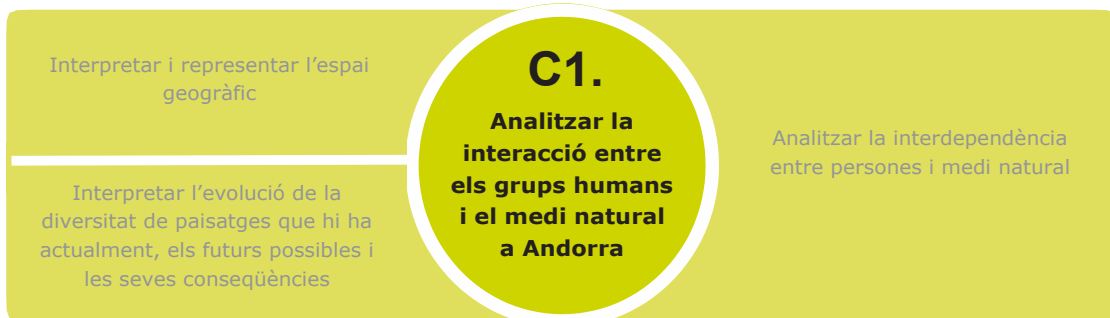 Interpretar i representar l’espai
geogràfic
Interpretar l’evolució de la
diversitat de paisatges que hi ha
actualment, els futurs possibles i
les seves conseqüències
C1.
Analitzar la
interacció entre
els grups humans
i el medi natural
a Andorra
Analitzar la interdependència
entre persones i medi natural